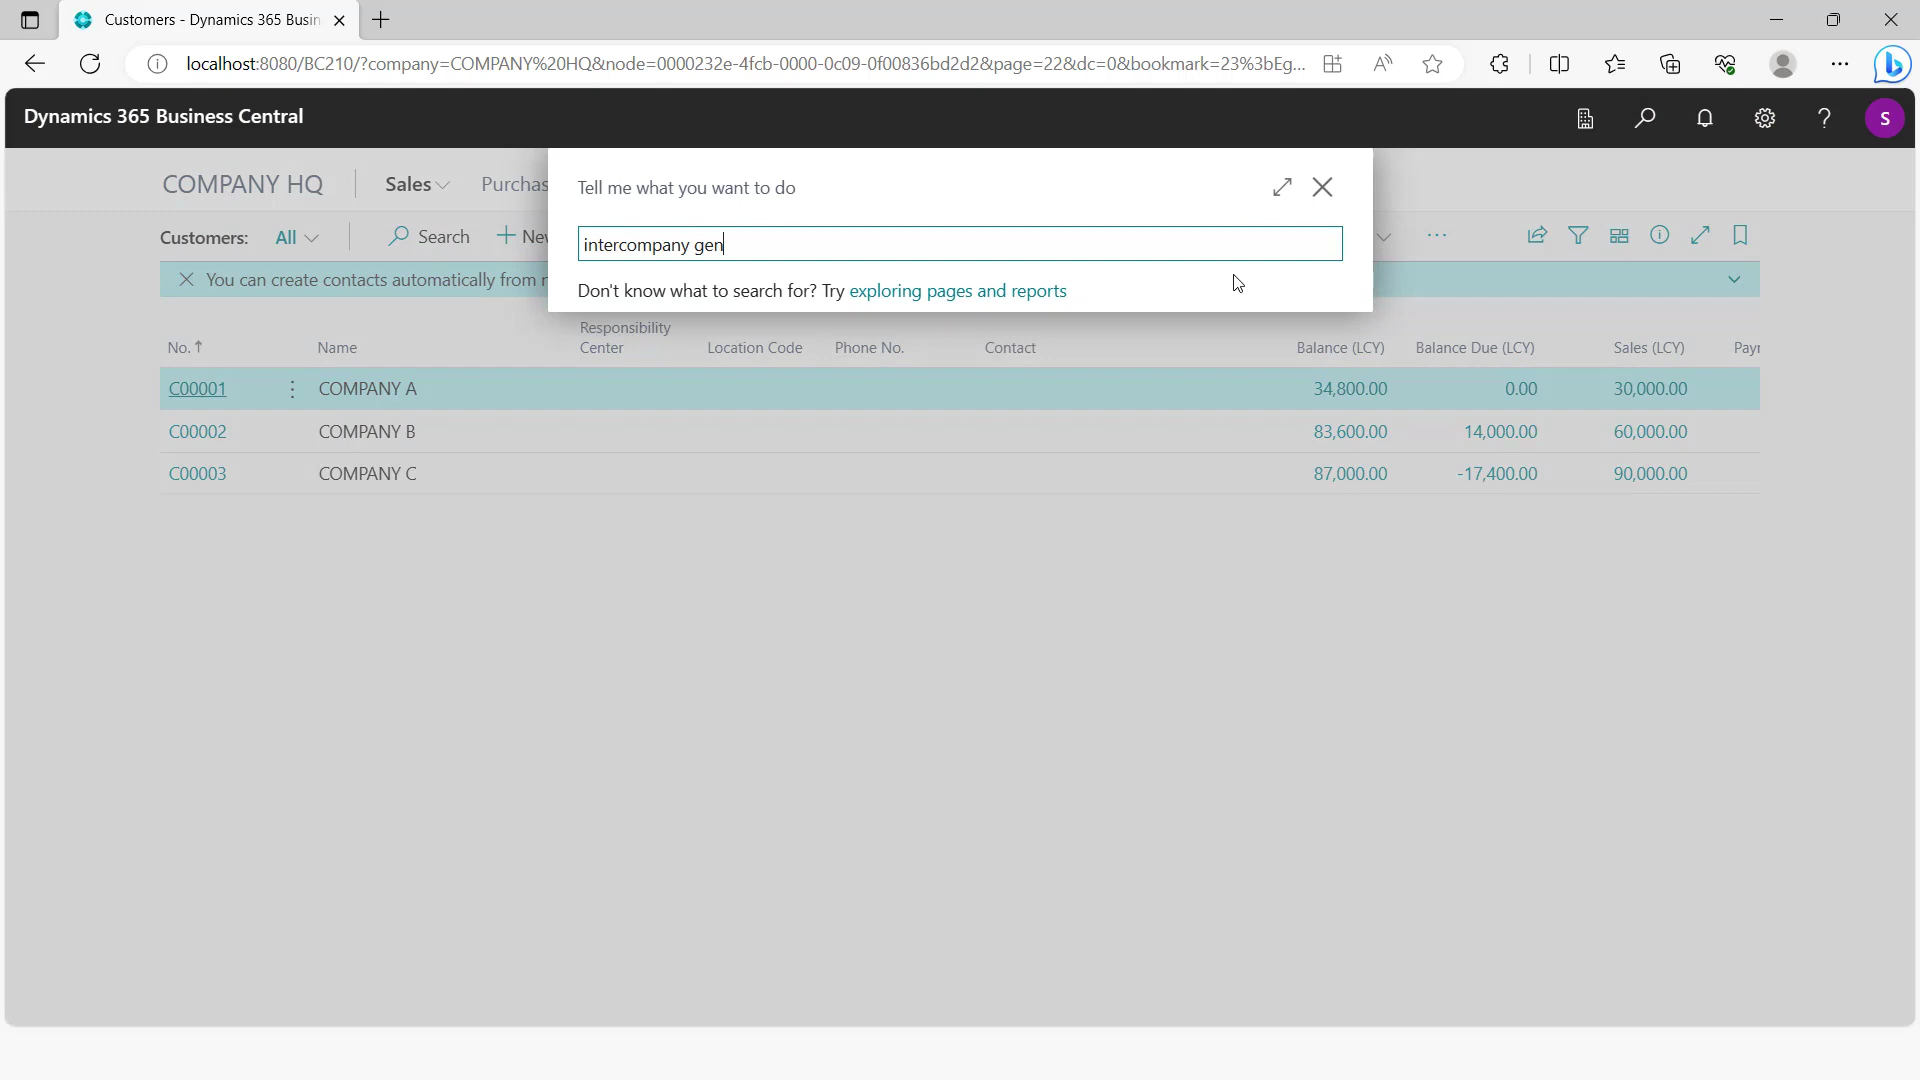 Customers - Dynamics 365 Busin
localhost:8080/BC210/?company=COMPANY%20HQ&node=0000232e-4fcb-0000-0c09-0f00836bd2d2&page=22&dc=0&bookmark=23%3bEg...
Dynamics 365 Business Central
S
COMPANY HQ Sales Purchas
Tell me what you want to do
Customers: All Search + New
intercompany gen
You can create contacts automatically from
Don't know what to search for? Try exploring pages and reports
No. ↑ Name Responsibility Center Location Code Phone No. Contact Balance (LCY) Balance Due (LCY) Sales (LCY)
C00001 COMPANY A 34,800.00 0.00 30,000.00
C00002 COMPANY B 83,600.00 14,000.00 60,000.00
C00003 COMPANY C 87,000.00 -17,400.00 90,000.00